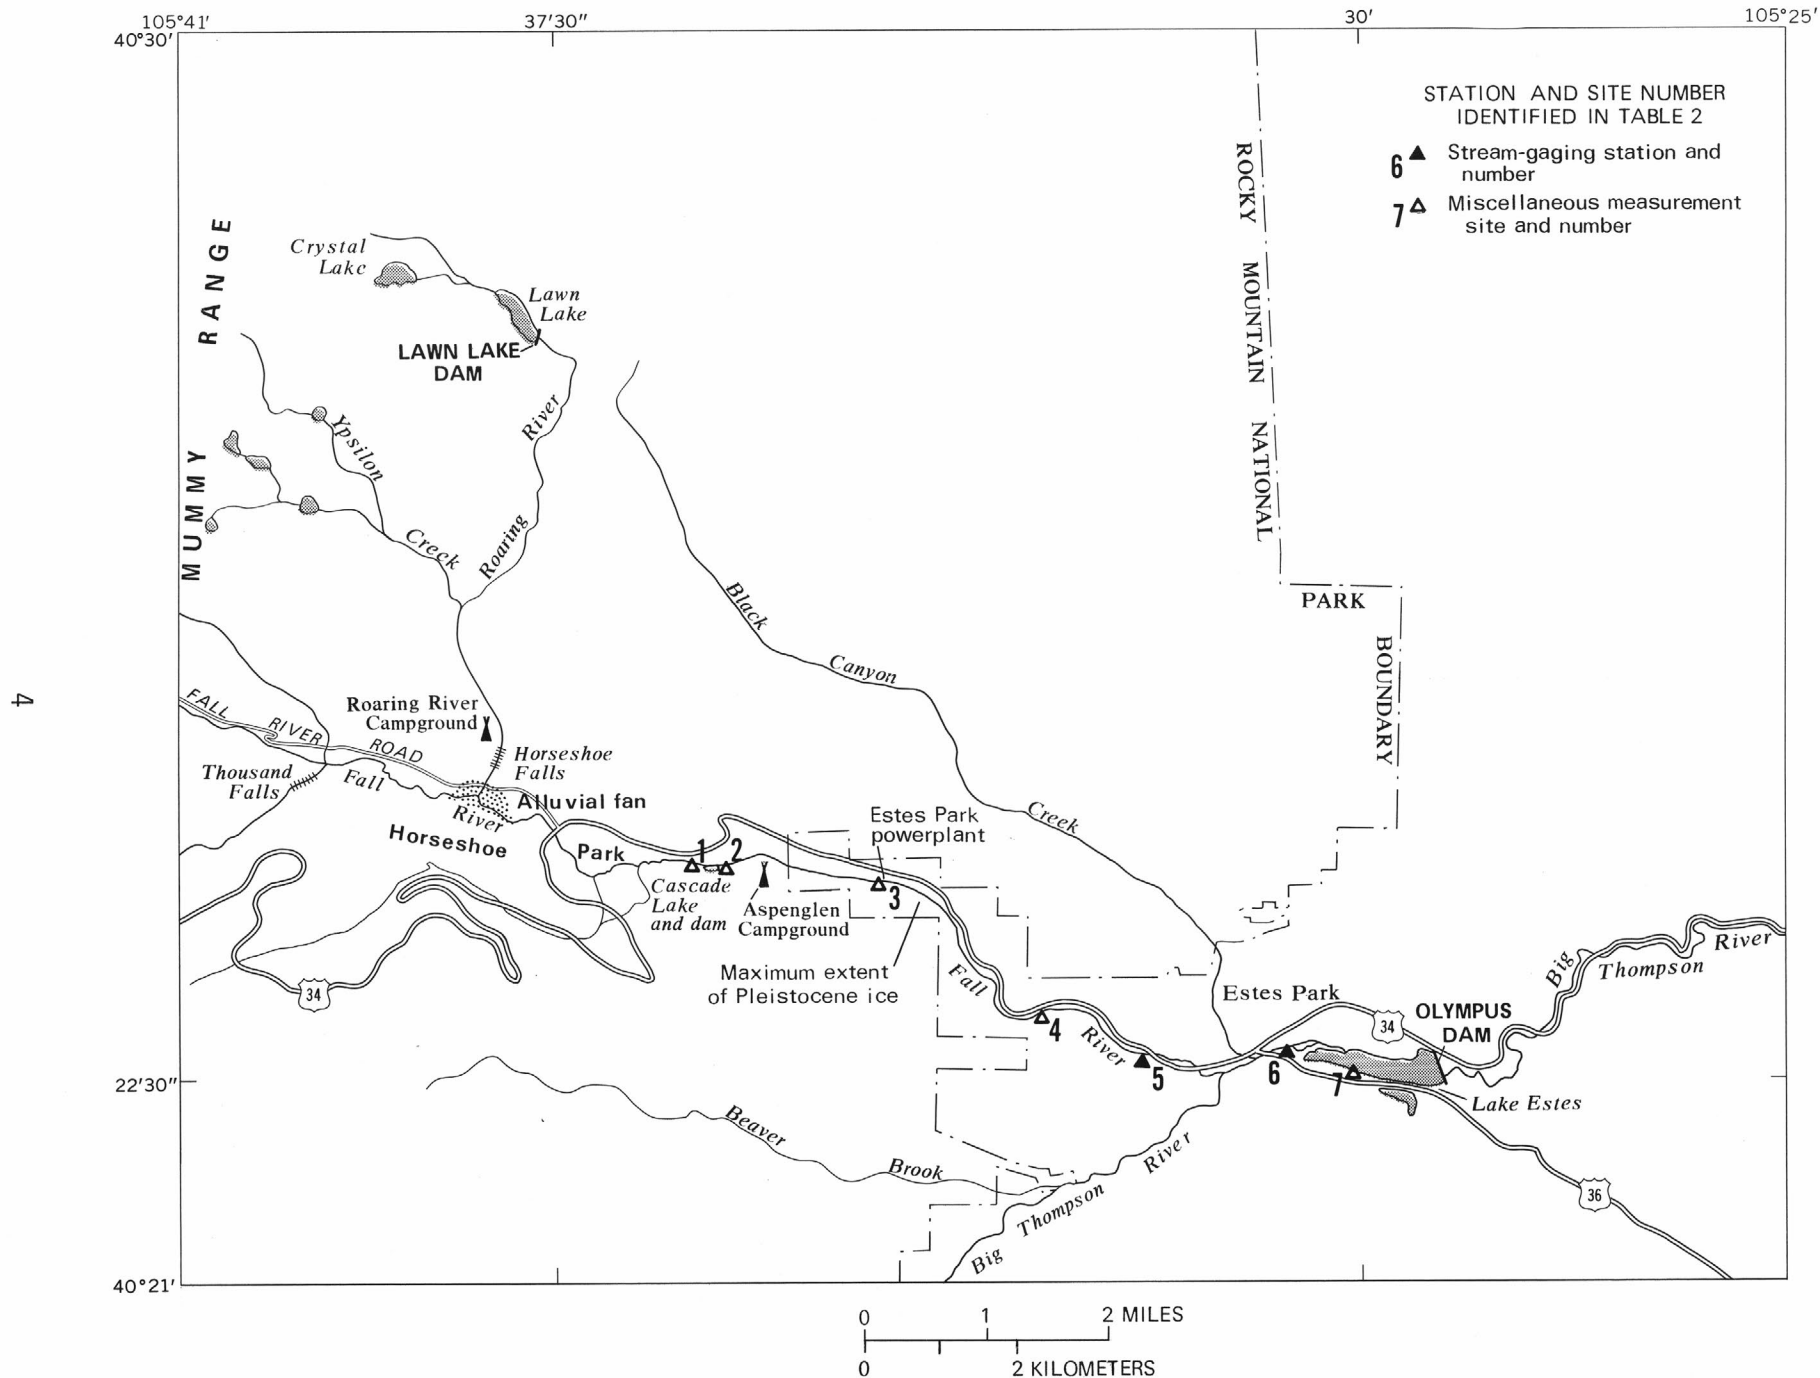 105°41′
37′30″
30′
105°25′
40°30′
STATION AND SITE NUMBER
IDENTIFIED IN TABLE 2
6 Stream-gaging station and
number
7 Miscellaneous measurement
site and number
ROCKY MOUNTAIN NATIONAL
PARK
BOUNDARY
MUMMY RANGE
Crystal
Lake
Lawn
Lake
LAWN LAKE
DAM
Ypsilon
Creek
Roaring
River
Black
Canyon
Creek
4
FALL
RIVER
ROAD
Roaring River
Campground
Horseshoe
Falls
Thousand
Falls
Fall
River
Alluvial fan
Horseshoe
Park
1
2
Estes Park
powerplant
3
Cascade
Lake
and dam
Aspenglen
Campground
Maximum extent
of Pleistocene ice
Fall
River
34
4
5
Estes Park
34
OLYMPUS
DAM
Big
Thompson
River
6
7
Lake Estes
22′30″
Beaver
Brook
Big
Thompson
River
36
40°21′
0 1 2 MILES
0 2 KILOMETERS